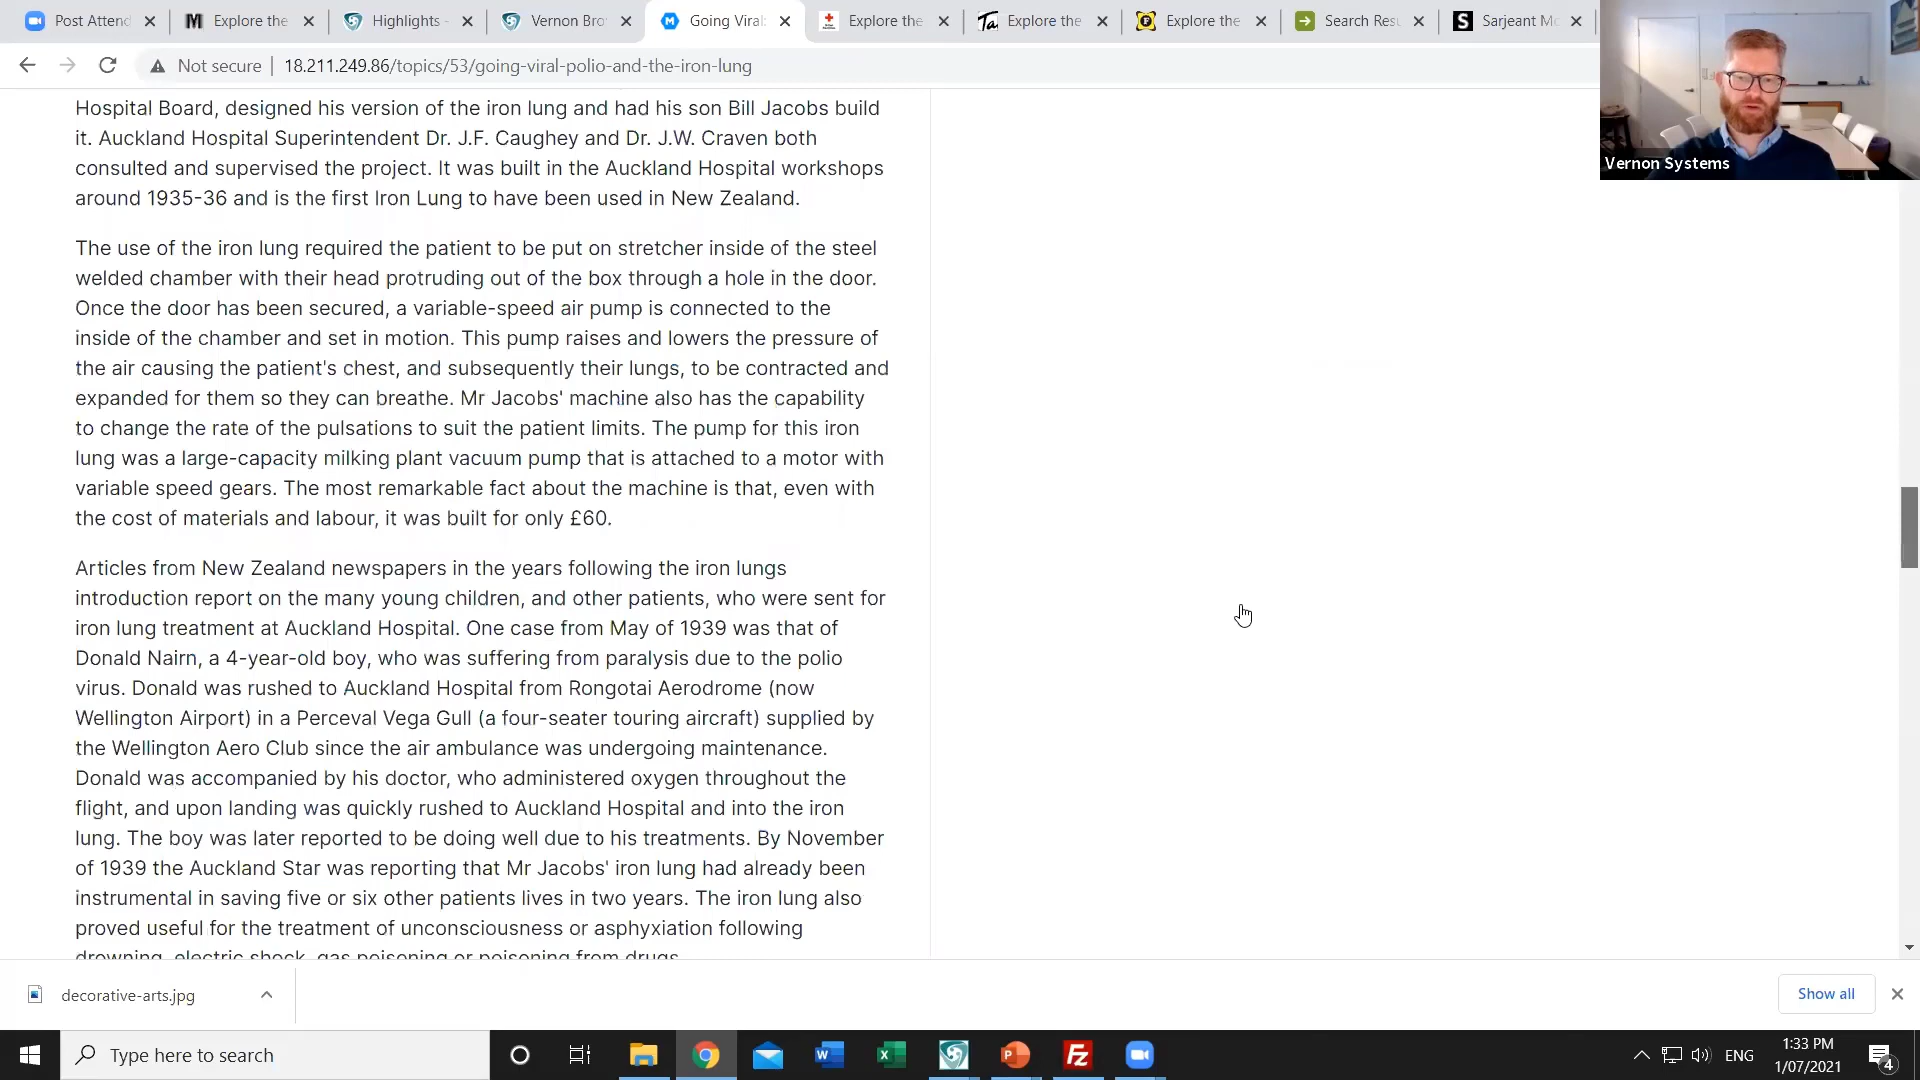 Post Attend
Explore the
Highlights -
Vernon Bro
Going Viral
Explore the
Explore the
Explore the
Search Resu
Sarjeant Mo
Not secure | 18.211.249.86/topics/53/going-viral-polio-and-the-iron-lung
Vernon Systems
Hospital Board, designed his version of the iron lung and had his son Bill Jacobs build
it. Auckland Hospital Superintendent Dr. J.F. Caughey and Dr. J.W. Craven both
consulted and supervised the project. It was built in the Auckland Hospital workshops
around 1935-36 and is the first Iron Lung to have been used in New Zealand.
The use of the iron lung required the patient to be put on stretcher inside of the steel
welded chamber with their head protruding out of the box through a hole in the door.
Once the door has been secured, a variable-speed air pump is connected to the
inside of the chamber and set in motion. This pump raises and lowers the pressure of
the air causing the patient's chest, and subsequently their lungs, to be contracted and
expanded for them so they can breathe. Mr Jacobs' machine also has the capability
to change the rate of the pulsations to suit the patient limits. The pump for this iron
lung was a large-capacity milking plant vacuum pump that is attached to a motor with
variable speed gears. The most remarkable fact about the machine is that, even with
the cost of materials and labour, it was built for only £60.
Articles from New Zealand newspapers in the years following the iron lungs
introduction report on the many young children, and other patients, who were sent for
iron lung treatment at Auckland Hospital. One case from May of 1939 was that of
Donald Nairn, a 4-year-old boy, who was suffering from paralysis due to the polio
virus. Donald was rushed to Auckland Hospital from Rongotai Aerodrome (now
Wellington Airport) in a Perceval Vega Gull (a four-seater touring aircraft) supplied by
the Wellington Aero Club since the air ambulance was undergoing maintenance.
Donald was accompanied by his doctor, who administered oxygen throughout the
flight, and upon landing was quickly rushed to Auckland Hospital and into the iron
lung. The boy was later reported to be doing well due to his treatments. By November
of 1939 the Auckland Star was reporting that Mr Jacobs' iron lung had already been
instrumental in saving five or six other patients lives in two years. The iron lung also
proved useful for the treatment of unconsciousness or asphyxiation following
drowning, electric shock, gas poisoning or poisoning from drugs.
decorative-arts.jpg
Show all
Type here to search
ENG
1:33 PM
1/07/2021
4